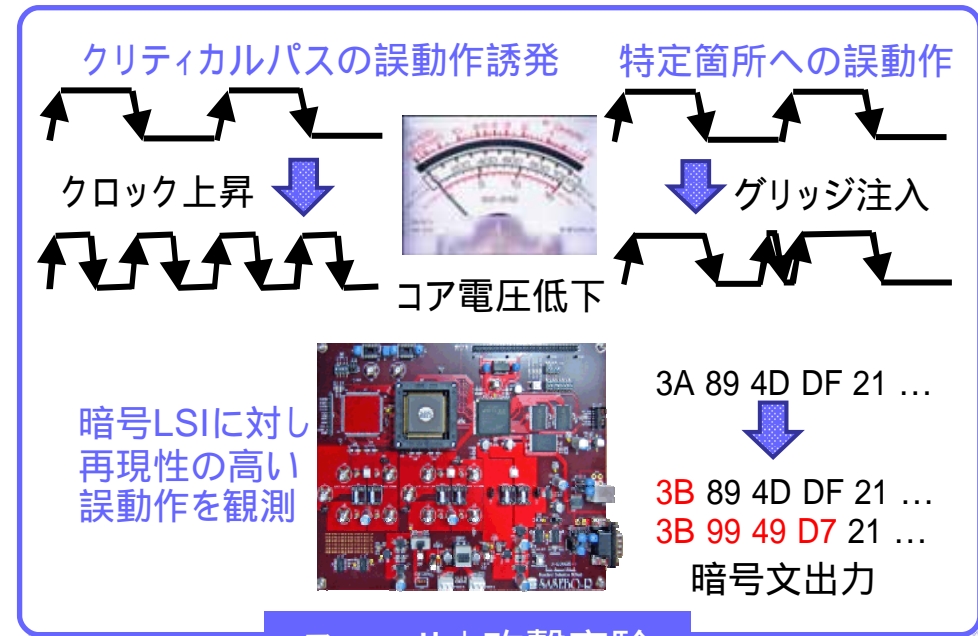 クリティカルパスの誤動作誘発
特定箇所への誤動作
クロック上昇
グリッジ注入
コア電圧低下
暗号LSIに対し
再現性の高い
誤動作を観測
3A 89 4D DF 21 …
3B 89 4D DF 21 …
3B 99 49 D7 21 …
暗号文出力
SASEBO-R